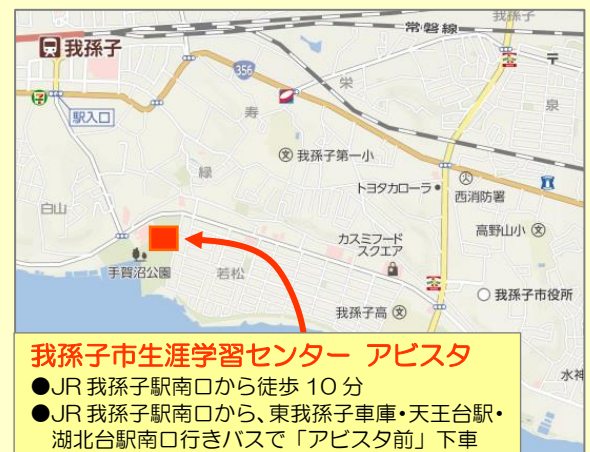 我孫子
常磐線
我孫子
356
栄
泉
駅入口
寿
我孫子第一小
緑
トヨタカローラ
西消防署
白山
高野山小
カスミフード
スクエア
手賀沼公園
若松
我孫子市役所
我孫子高
水神
我孫子市生涯学習センター アビスタ
●JR 我孫子駅南口から徒歩 10 分
●JR 我孫子駅南口から、東我孫子車庫・天王台駅・
湖北台駅南口行きバスで「アビスタ前」下車